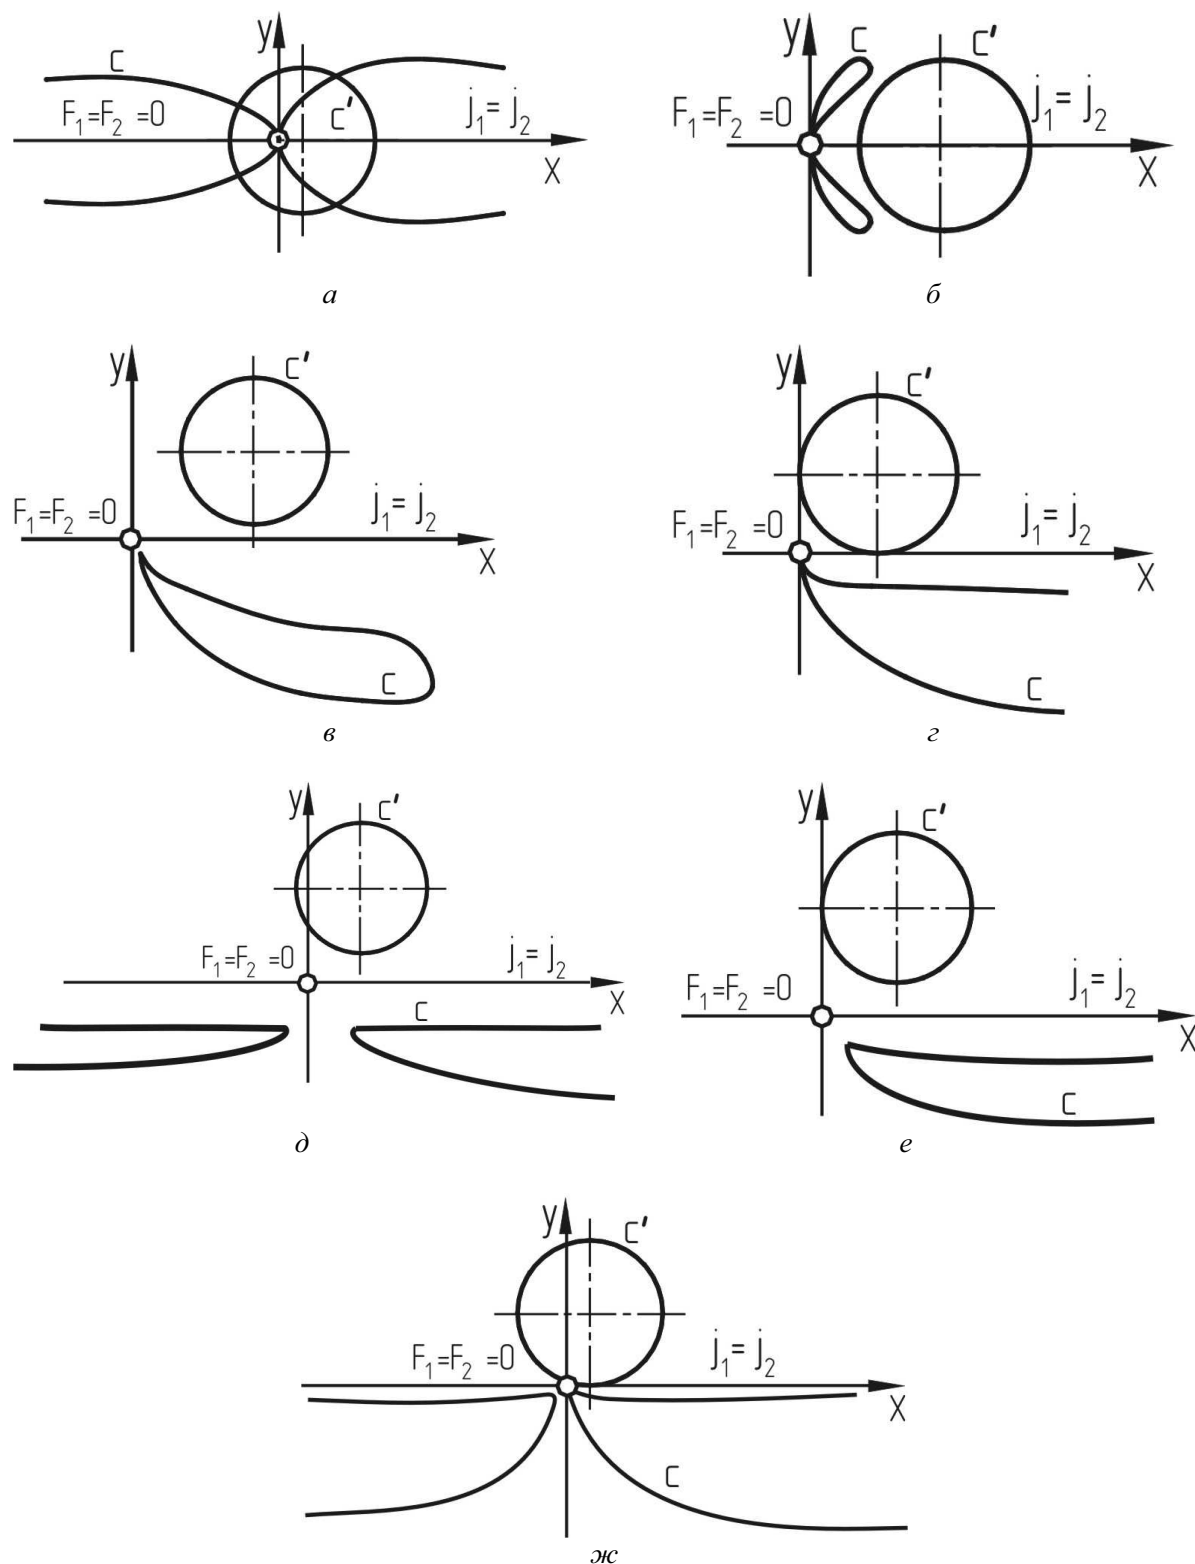 y c c'
F₁=F₂ =0 j₁= j₂
x
а
y c c'
F₁=F₂ =0 j₁= j₂
x
б
y c'
F₁=F₂ =0 j₁= j₂
x
c
в
y c'
F₁=F₂ =0 j₁= j₂
x
c
г
y c'
F₁=F₂ =0 j₁= j₂
x
c
д
y c'
F₁=F₂ =0 j₁= j₂
x
c
е
y c'
F₁=F₂ =0 j₁= j₂
x
c
ж